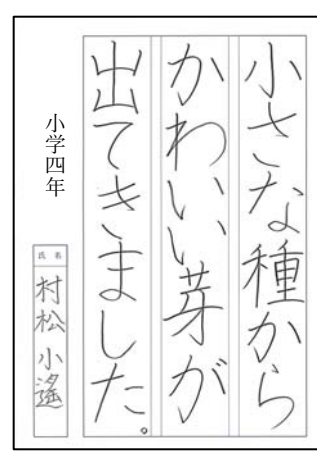 小さな種から
かわいい芽が
出てきました。
小学四年
氏名
村松小遥